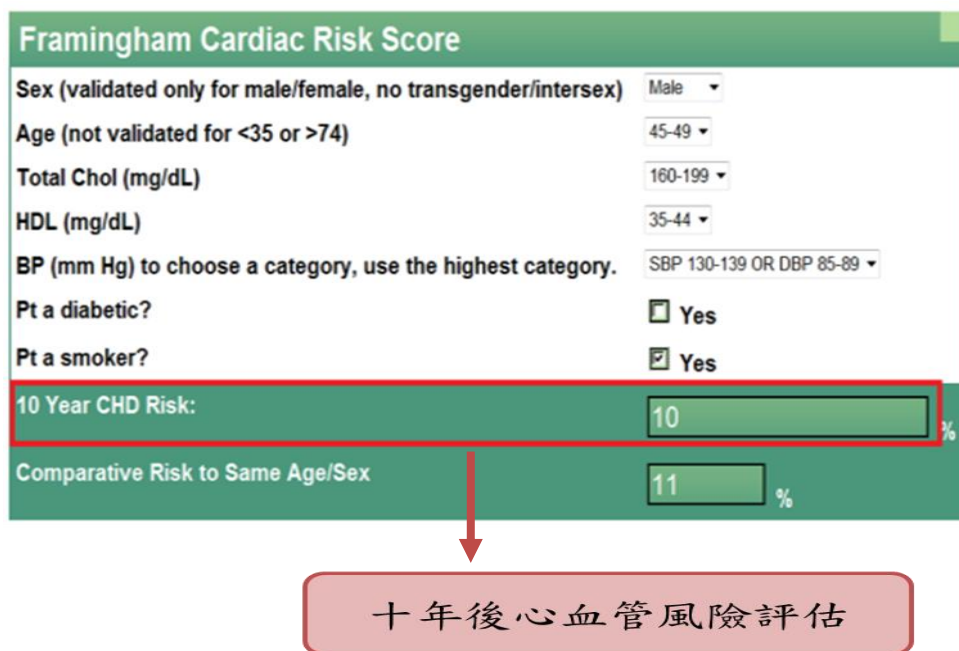 Framingham Cardiac Risk Score
Sex (validated only for male/female, no transgender/intersex) Male
Age (not validated for <35 or >74) 45-49
Total Chol (mg/dL) 160-199
HDL (mg/dL) 35-44
BP (mm Hg) to choose a category, use the highest category. SBP 130-139 OR DBP 85-89
Pt a diabetic? Yes
Pt a smoker? Yes
10 Year CHD Risk: 10 %
Comparative Risk to Same Age/Sex 11 %
十年後心血管風險評估